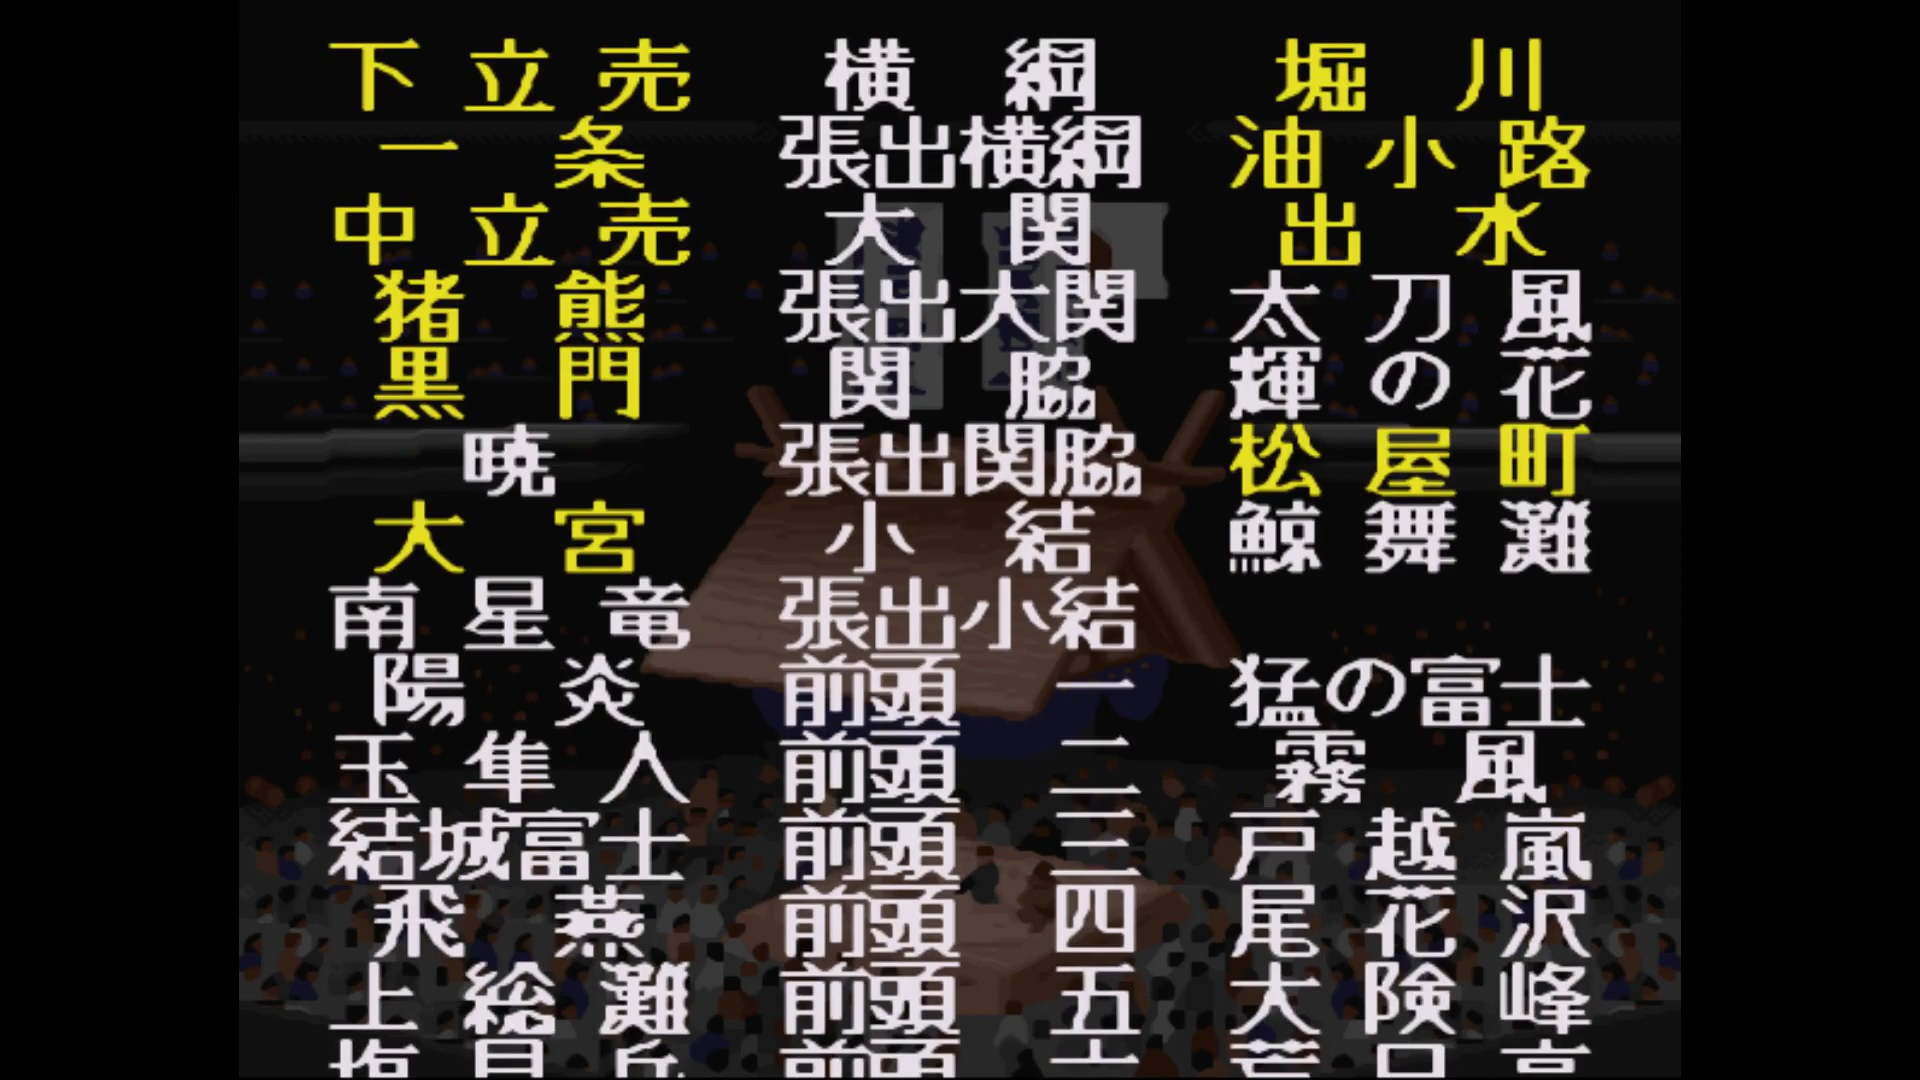 下立売 横綱 堀川
一条 張出横綱 油小路
中立売 大関 出水
猪熊 張出大関 太刀風
黒門 関脇 輝の花
暁 張出関脇 松屋町
大宮 小結 鯨舞灘
南星竜 張出小結
陽炎 前頭 一 猛の富士
玉隼人 前頭 二 霧風
結城富士 前頭 三 戸越嵐
飛燕 前頭 四 尾花沢
上総灘 前頭 五 大険峰